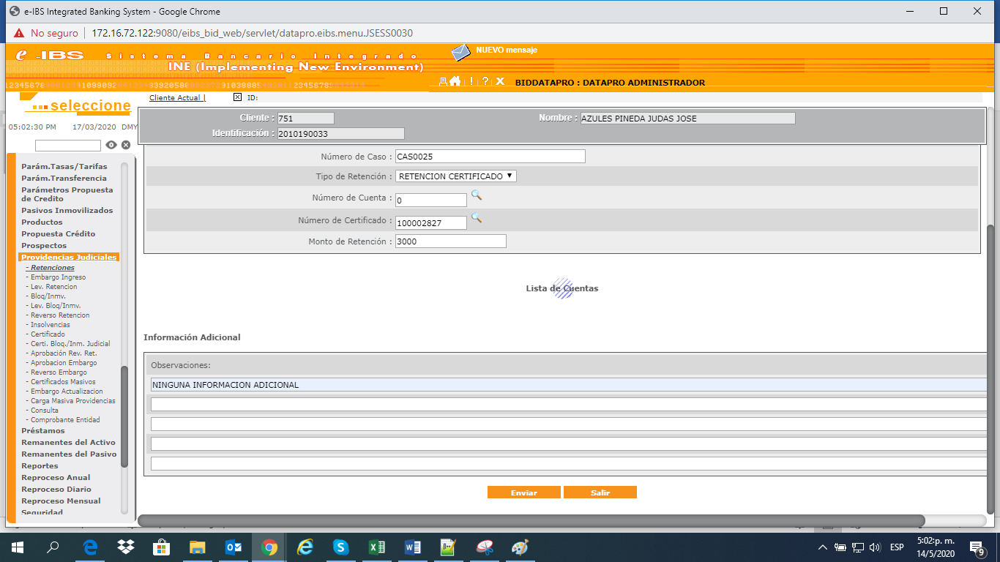 e-IBS Integrated Banking System - Google Chrome
No seguro
172.16.72.122:9080/eibs_bid_web/servlet/datapro.eibs.menu.JSESS0030
e -IBS Sistema Bancario Integrado
INE (Implementing New Environment)
NUEVO mensaje
BIDDATAPRO : DATAPRO ADMINISTRADOR
seleccione
Cliente Actual |
ID:
05:02:30 PM 17/03/2020 DMY
Cliente : 751
Nombre : AZULES PINEDA JUDAS JOSE
Identificación : 2010190033
Parám.Tasas/Tarifas
Parám.Transferencia
Parámetros Propuesta
de Credito
Pasivos Inmovilizados
Productos
Propuesta Crédito
Prospectos
Providencias Judiciales
- Retenciones
- Embargo Ingreso
- Lev. Retencion
- Bloq/Inmv.
- Lev. Bloq/Inmv.
- Reverso Retencion
- Insolvencias
- Certificado
- Certi. Bloq./Inm. Judicial
- Aprobación Rev. Ret.
- Aprobacion Embargo
- Reverso Embargo
- Certificados Masivos
- Embargo Actualizacion
- Carga Masiva Providencias
- Consulta
- Comprobante Entidad
Préstamos
Remanentes del Activo
Remanentes del Pasivo
Reportes
Reproceso Anual
Reproceso Diario
Reproceso Mensual
Seguridad
Número de Caso : CAS0025
Tipo de Retención : RETENCION CERTIFICADO
Número de Cuenta : 0
Número de Certificado : 100002827
Monto de Retención : 3000
Lista de Cuentas
Información Adicional
Observaciones:
NINGUNA INFORMACION ADICIONAL
Enviar
Salir
ESP
5:02:p. m.
14/5/2020
9